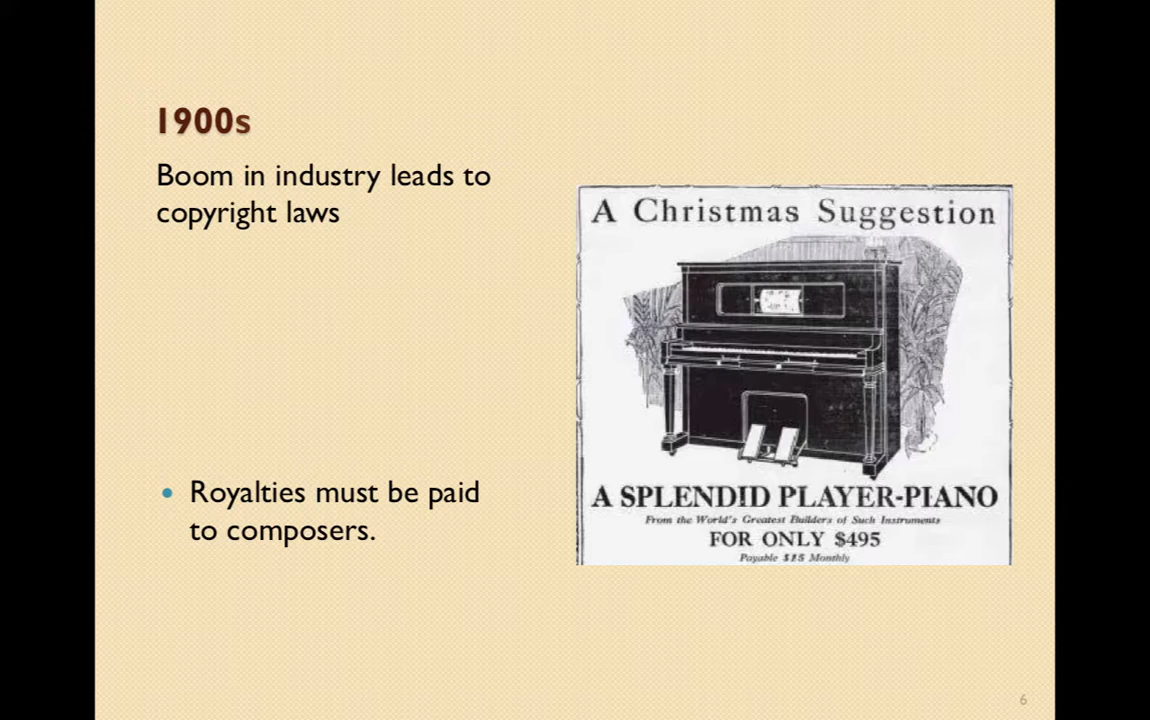 1900s
Boom in industry leads to
copyright laws
Royalties must be paid
to composers.
A Christmas Suggestion
A SPLENDID PLAYER-PIANO
From the World's Greatest Builders of Such Instruments
FOR ONLY $495
Payable $15 Monthly
6